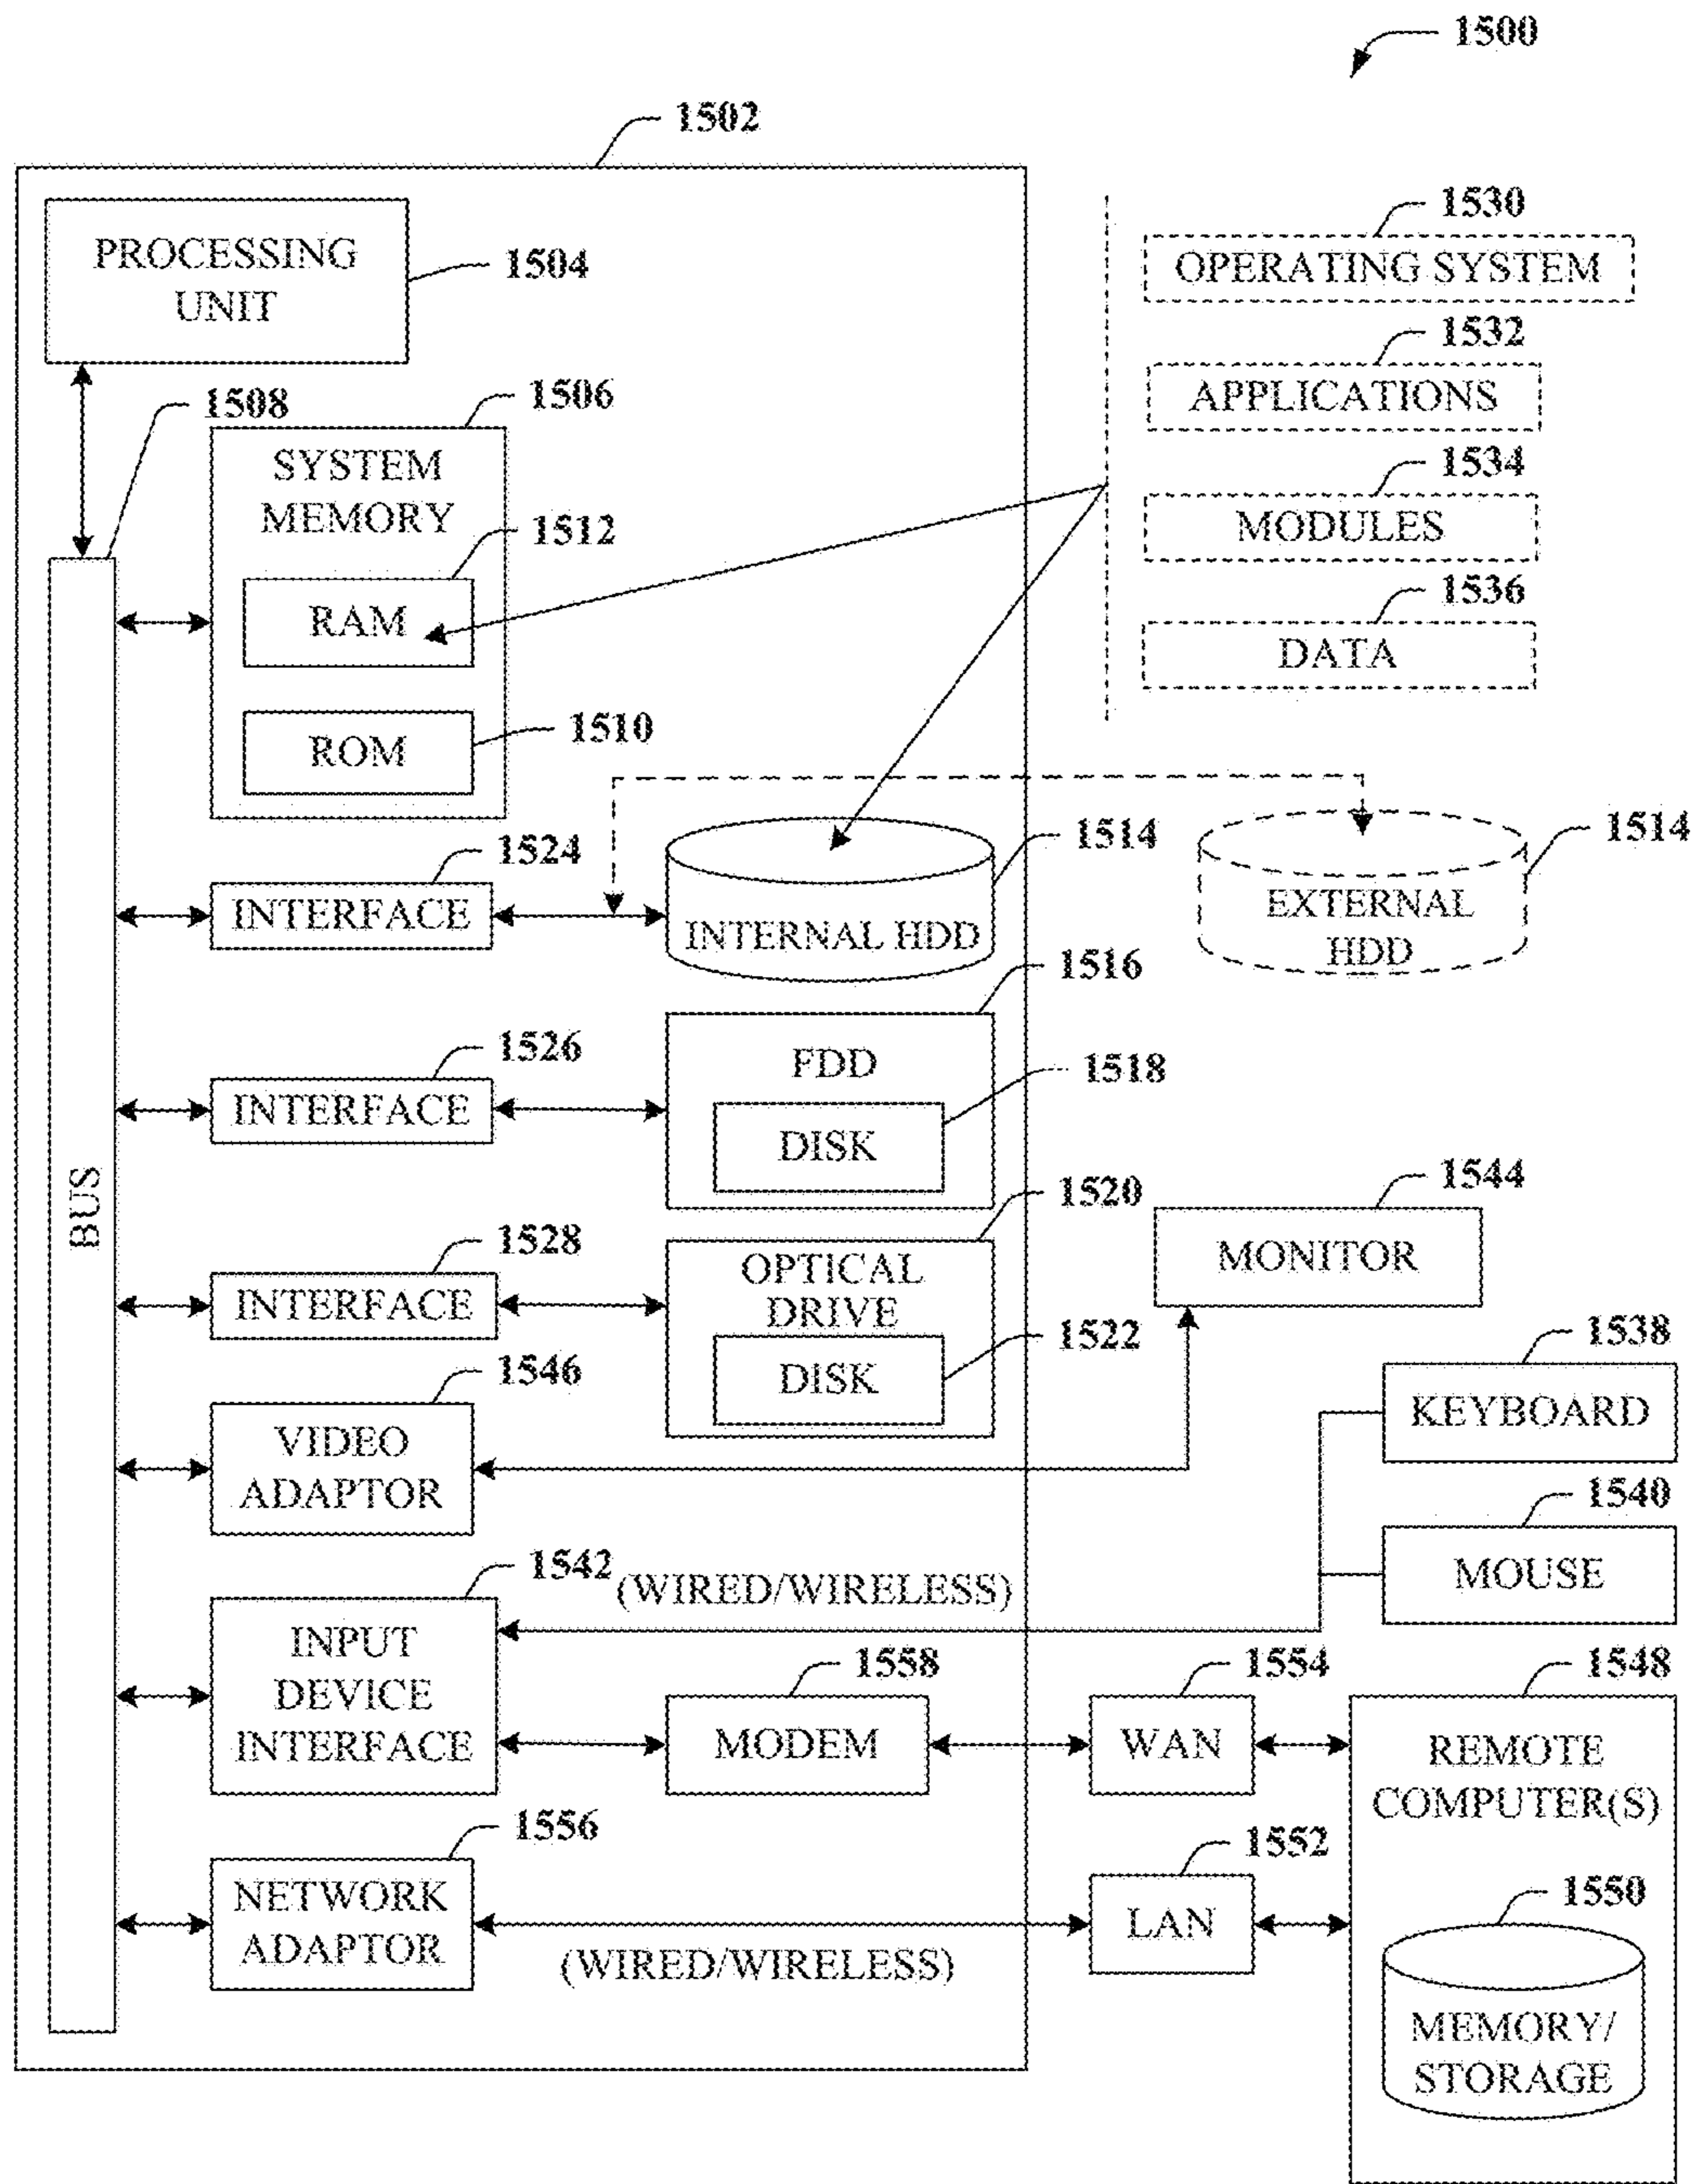 1500
1502
PROCESSING
UNIT
1504
1530
OPERATING SYSTEM
1532
APPLICATIONS
1534
MODULES
1536
DATA
1508
1506
SYSTEM
MEMORY
1512
RAM
1510
ROM
1524
INTERFACE
1514
INTERNAL HDD
1514
EXTERNAL
HDD
1516
FDD
1518
DISK
1526
INTERFACE
BUS
1520
OPTICAL
DRIVE
1522
DISK
1528
INTERFACE
1544
MONITOR
1546
VIDEO
ADAPTOR
1538
KEYBOARD
1540
MOUSE
1542
(WIRED/WIRELESS)
INPUT
DEVICE
INTERFACE
1558
MODEM
1554
WAN
1548
REMOTE
COMPUTER(S)
1556
NETWORK
ADAPTOR
(WIRED/WIRELESS)
1552
LAN
1550
MEMORY/
STORAGE